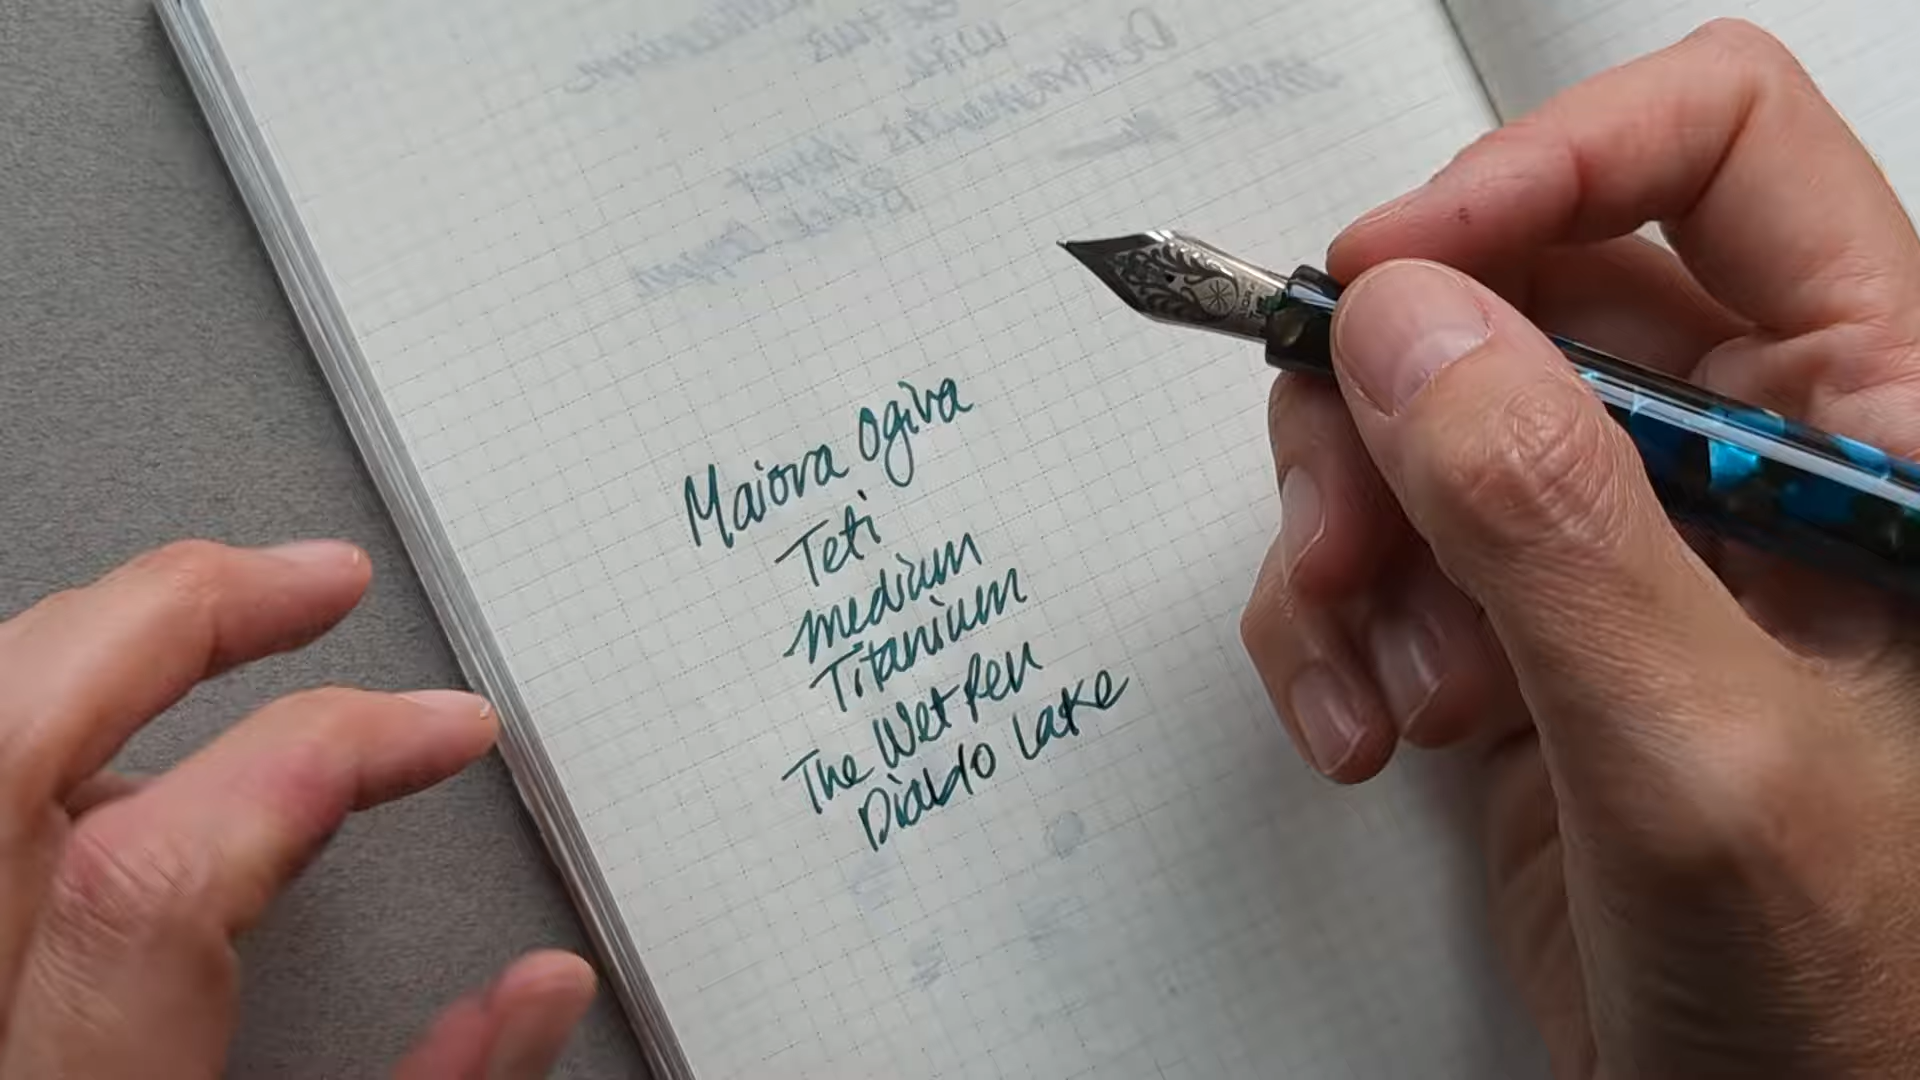 Maiora Ogiva
Teti
medium
Titanium
The Wet Pen
Diablo Lake